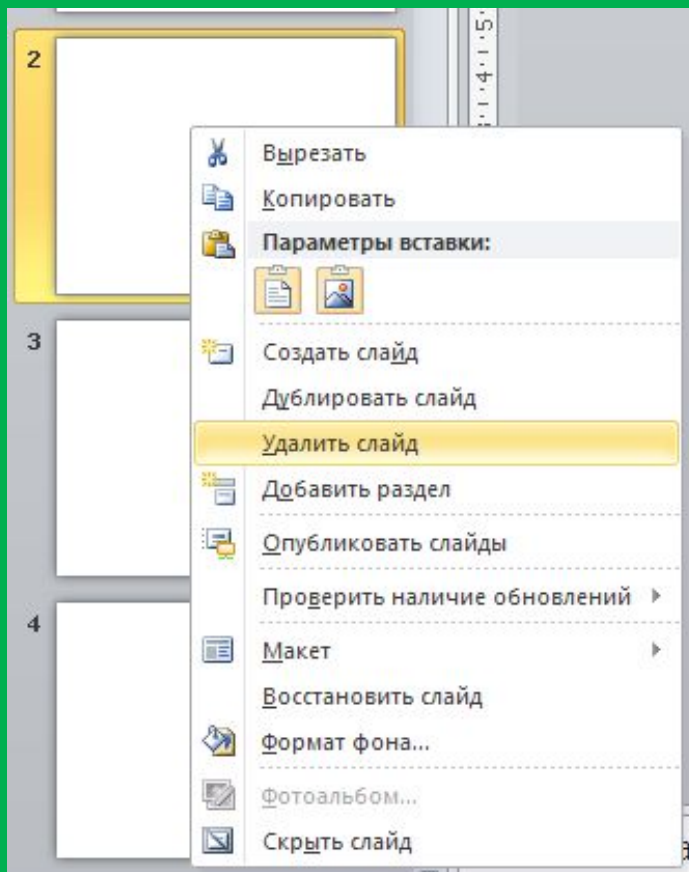 2
Вырезать
Копировать
Параметры вставки:
3
Создать слайд
Дублировать слайд
Удалить слайд
Добавить раздел
Опубликовать слайды
Проверить наличие обновлений
4
Макет
Восстановить слайд
Формат фона...
Фотоальбом...
Скрыть слайд